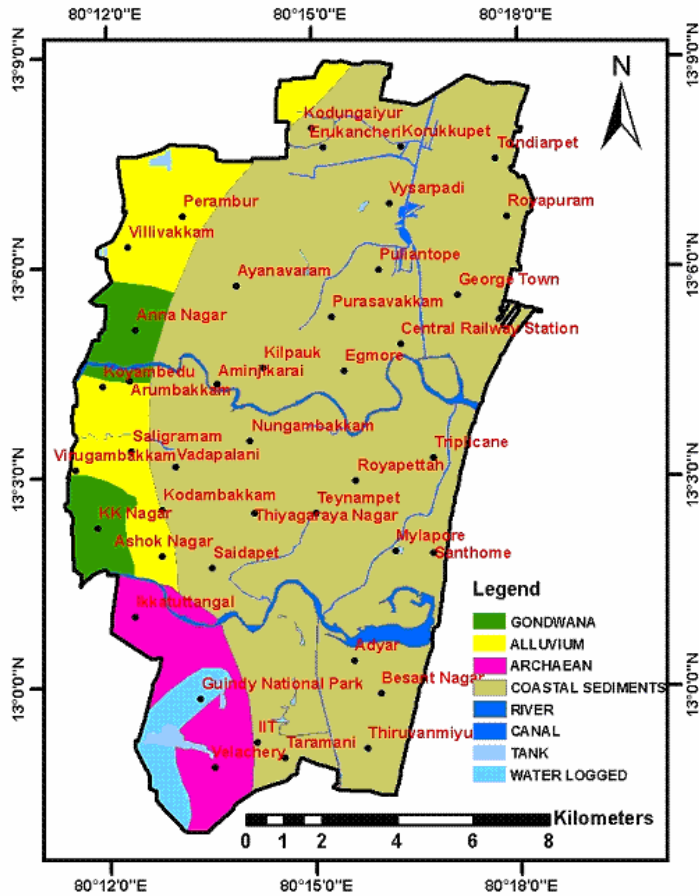 80°12'0"E 80°15'0"E 80°18'0"E
13°9'0"N
13°9'0"N
N
Kodungaiyur
Erukancheri
Korukkupet
Tondiarpet
Vysarpadi
Perambur
Royapuram
Villivakkam
Puliantope
13°6'0"N
13°6'0"N
Ayanavaram
George Town
Purasavakkam
Anna Nagar
Central Railway Station
Kilpauk
Egmore
Koyambedu
Aminjikarai
Arumbakkam
Nungambakkam
Saligramam
Triplicane
Virugambakkam
Vadapalani
Royapettah
13°3'0"N
13°3'0"N
Kodambakkam
Teynampet
KK Nagar
Thiyagaraya Nagar
Ashok Nagar
Mylapore
Saidapet
Santhome
Ikkatuttangal
Adyar
Besant Nagar
13°0'0"N
13°0'0"N
Guindy National Park
IIT
Thiruvanmiyu
Taramani
Velachery
Legend
GONDWANA
ALLUVIUM
ARCHAEAN
COASTAL SEDIMENTS
RIVER
CANAL
TANK
WATER LOGGED
Kilometers
0 1 2 4 6 8
80°12'0"E 80°15'0"E 80°18'0"E